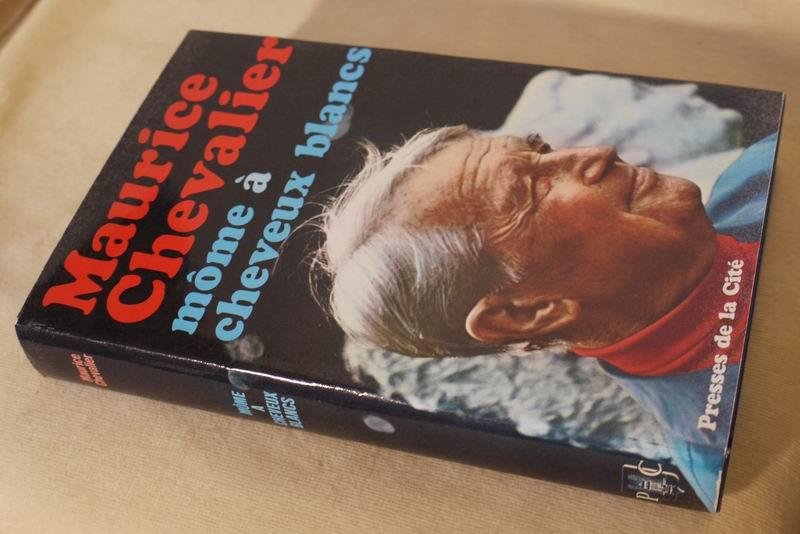 Maurice
Chevalier
môme à
cheveux blancs
Presses de la Cité
Maurice
Chevalier
MÔME
A
CHEVEUX
BLANCS
P C